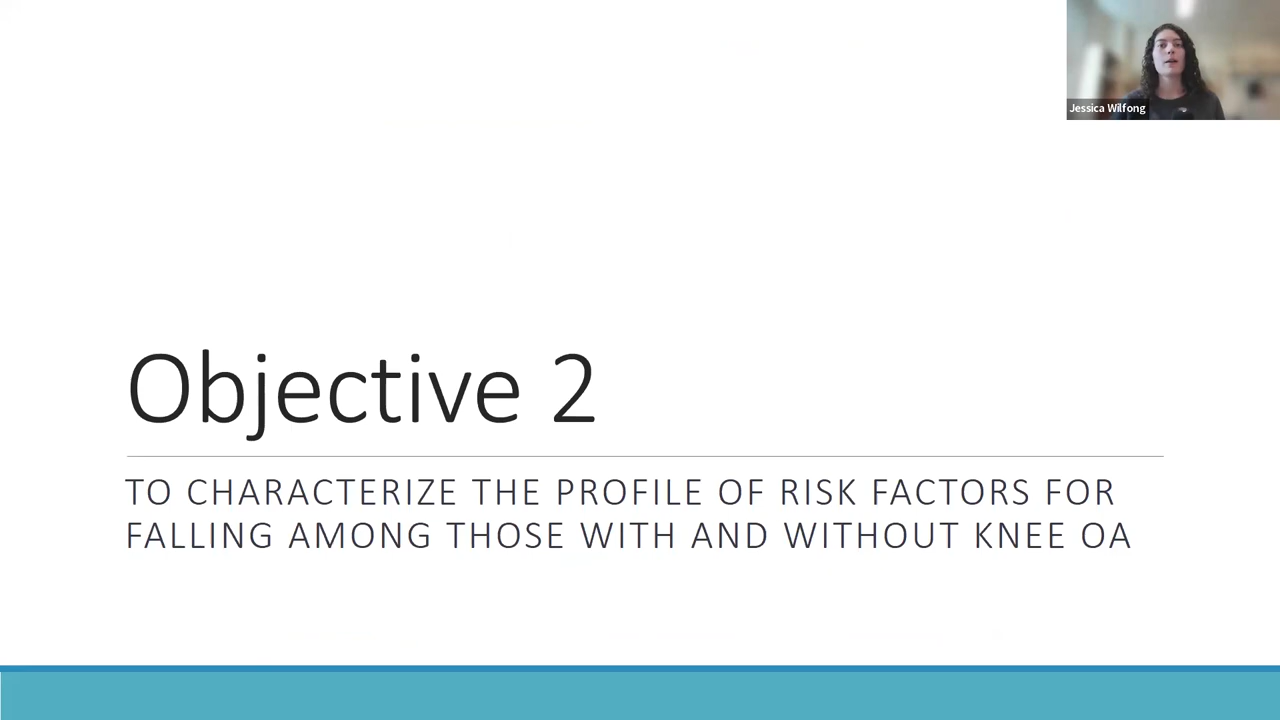 Jessica Wilfong
Objective 2
TO CHARACTERIZE THE PROFILE OF RISK FACTORS FOR
FALLING AMONG THOSE WITH AND WITHOUT KNEE OA